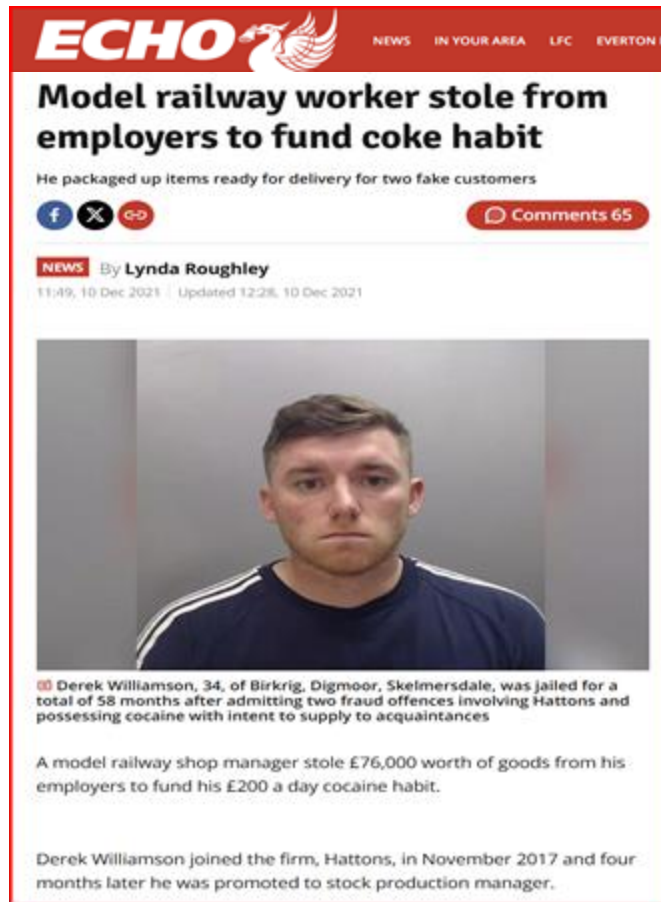 ECHO
NEWS IN YOUR AREA LFC EVERTON
Model railway worker stole from
employers to fund coke habit
He packaged up items ready for delivery for two fake customers
Comments 65
NEWS By Lynda Roughley
11:49, 10 Dec 2021 | Updated 12:28, 10 Dec 2021
Derek Williamson, 34, of Birkrig, Digmoor, Skelmersdale, was jailed for a
total of 58 months after admitting two fraud offences involving Hattons and
possessing cocaine with intent to supply to acquaintances
A model railway shop manager stole £76,000 worth of goods from his
employers to fund his £200 a day cocaine habit.
Derek Williamson joined the firm, Hattons, in November 2017 and four
months later he was promoted to stock production manager.